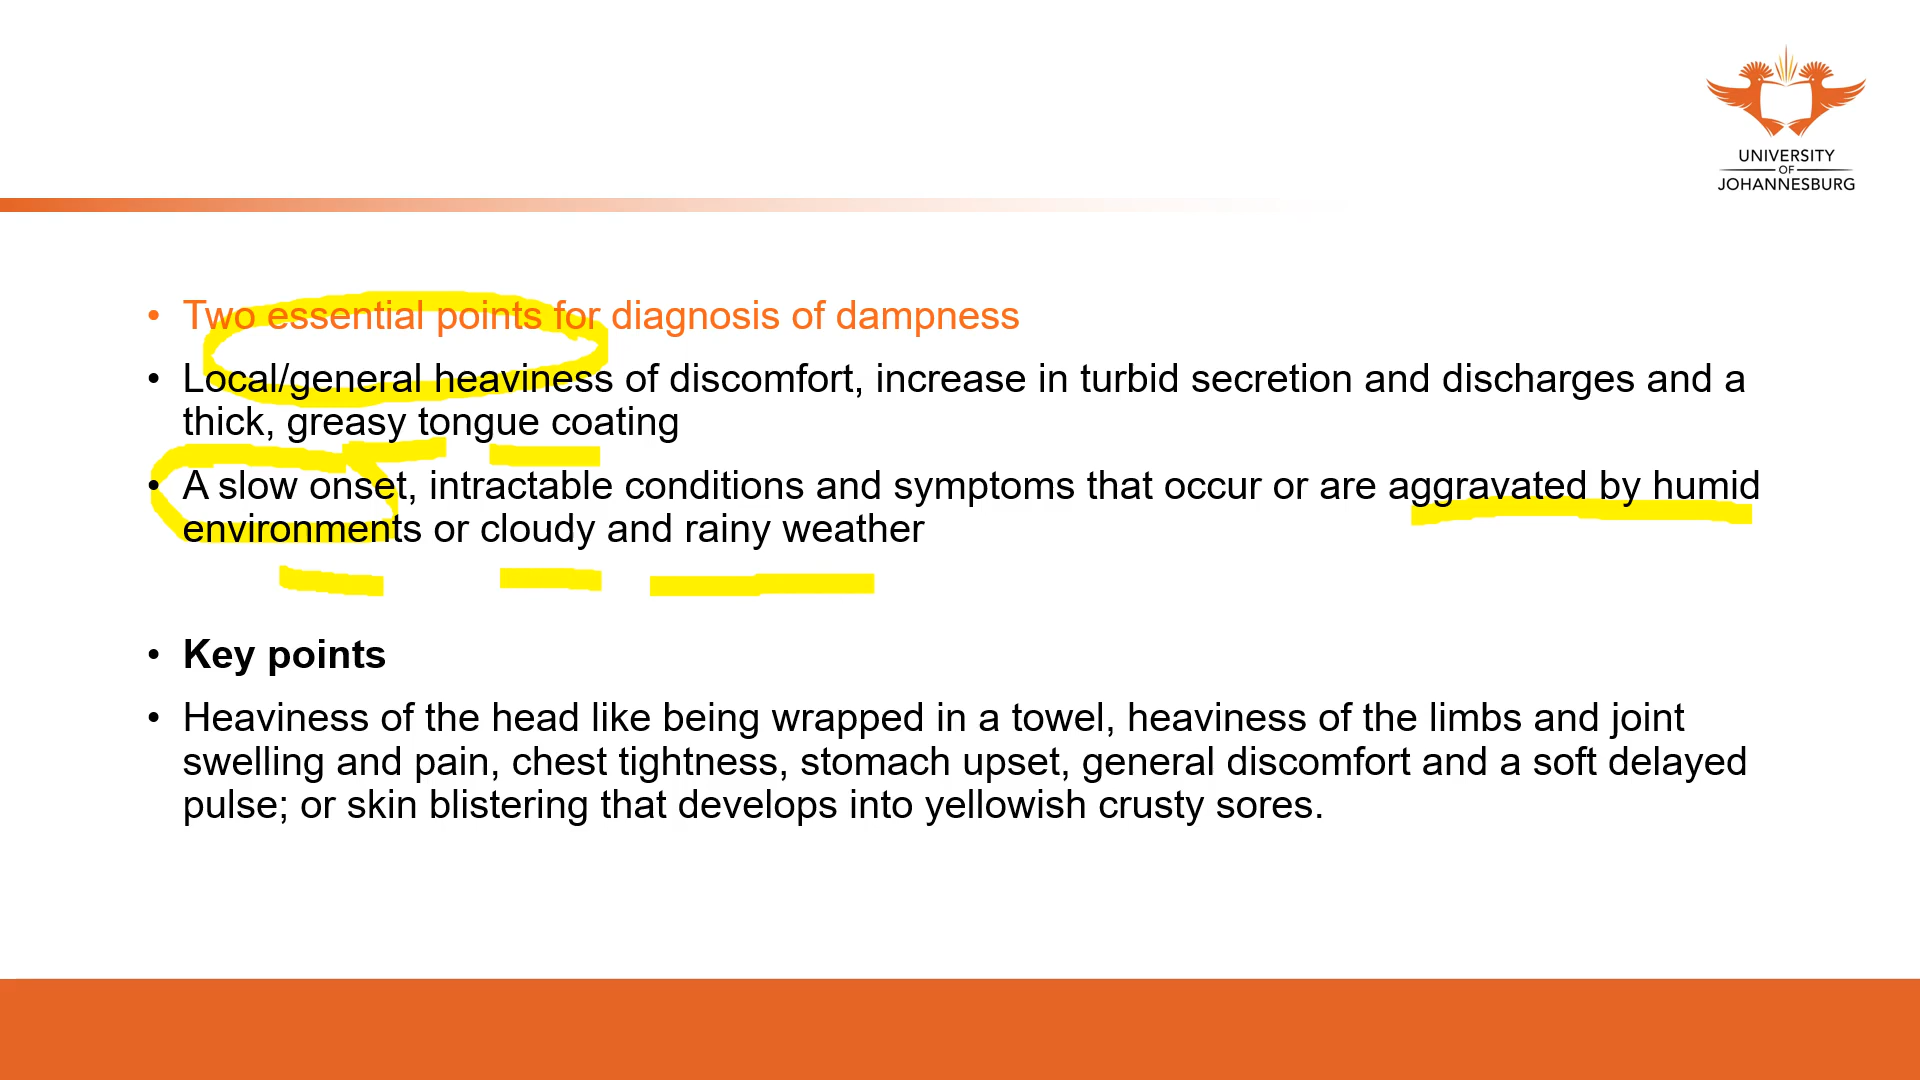 UNIVERSITY
OF
JOHANNESBURG
• Two essential points for diagnosis of dampness
• Local/general heaviness of discomfort, increase in turbid secretion and discharges and a
thick, greasy tongue coating
• A slow onset, intractable conditions and symptoms that occur or are aggravated by humid
environments or cloudy and rainy weather
• Key points
• Heaviness of the head like being wrapped in a towel, heaviness of the limbs and joint
swelling and pain, chest tightness, stomach upset, general discomfort and a soft delayed
pulse; or skin blistering that develops into yellowish crusty sores.